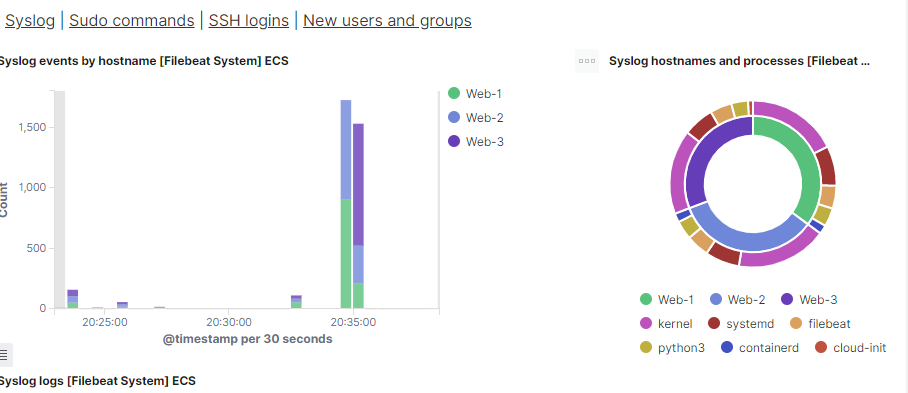 Syslog | Sudo commands | SSH logins | New users and groups
Syslog events by hostname [Filebeat System] ECS
Web-1
Web-2
Web-3
1,500
1,000
500
0
Count
20:25:00 20:30:00 20:35:00
@timestamp per 30 seconds
Syslog hostnames and processes [Filebeat ...
Web-1 Web-2 Web-3
kernel systemd filebeat
python3 containerd cloud-init
Syslog logs [Filebeat System] ECS